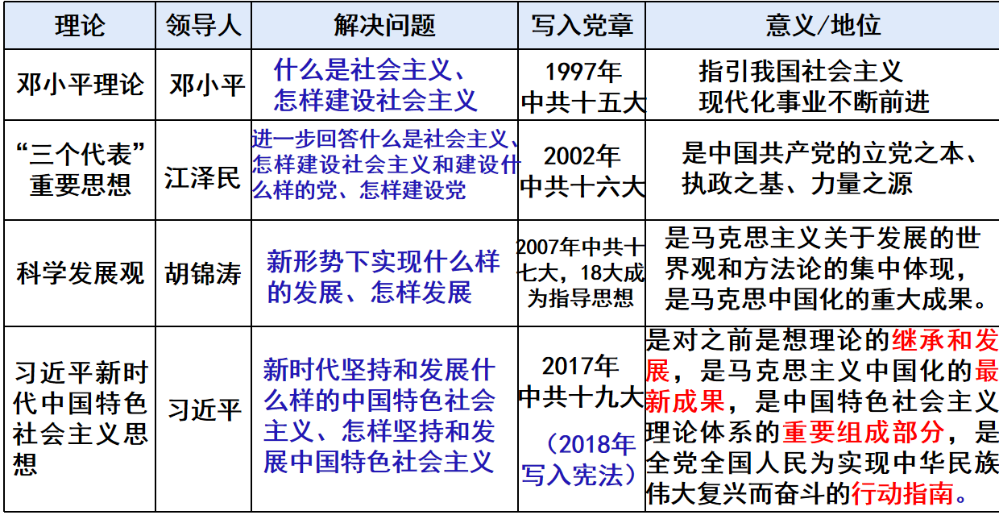 理论
领导人
解决问题
写入党章
意义/地位
邓小平理论
邓小平
什么是社会主义、
怎样建设社会主义
1997年
中共十五大
指引我国社会主义
现代化事业不断前进
“三个代表”
重要思想
江泽民
进一步回答什么是社会主义、
怎样建设社会主义和建设什
么样的党、怎样建设党
2002年
中共十六大
是中国共产党的立党之本、
执政之基、力量之源
科学发展观
胡锦涛
新形势下实现什么样
的发展、怎样发展
2007年中共十
七大，18大成
为指导思想
是马克思主义关于发展的世
界观和方法论的集中体现，
是马克思中国化的重大成果。
习近平新时
代中国特色
社会主义思
想
习近平
新时代坚持和发展什
么样的中国特色社会
主义、怎样坚持和发
展中国特色社会主义
2017年
中共十九大
（2018年
写入宪法）
是对之前是想理论的继承和发
展，是马克思主义中国化的最
新成果，是中国特色社会主义
理论体系的重要组成部分，是
全党全国人民为实现中华民族
伟大复兴而奋斗的行动指南。